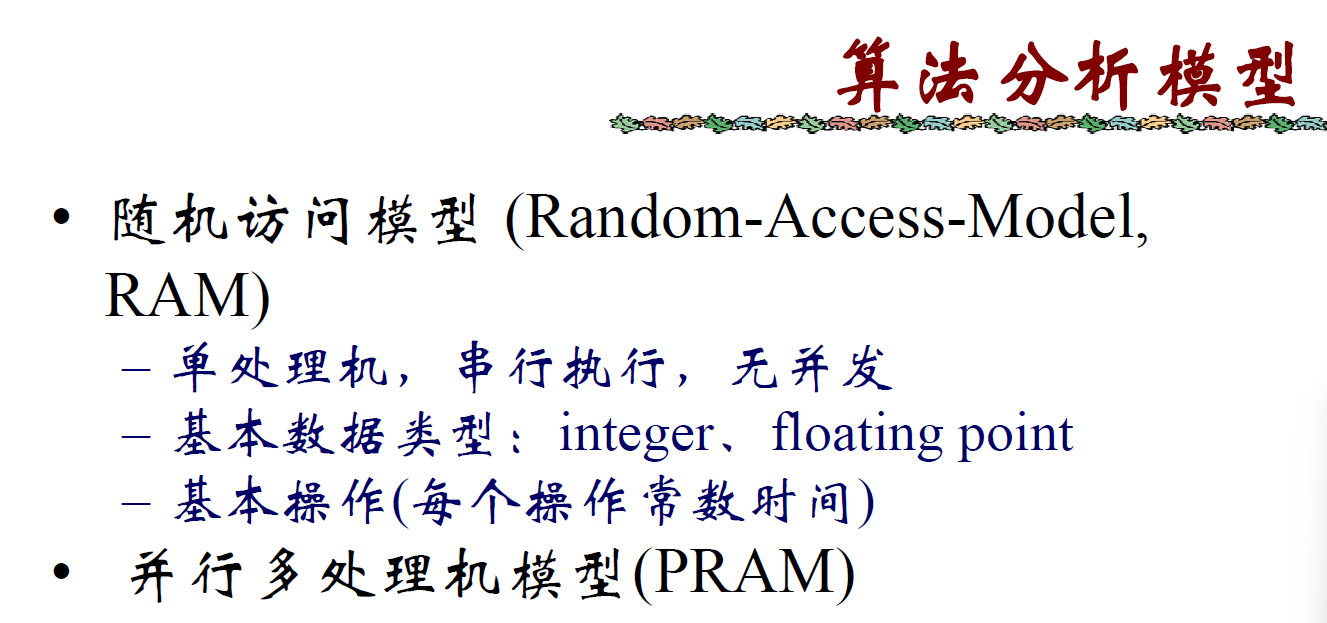 算法分析模型
• 随机访问模型 (Random-Access-Model,
RAM)
– 单处理机，串行执行，无并发
– 基本数据类型：integer、floating point
– 基本操作(每个操作常数时间)
• 并行多处理机模型(PRAM)